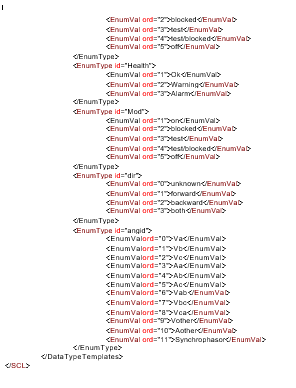 <EnumVal ord="2">blocked</EnumVal>
<EnumVal ord="3">test</EnumVal>
<EnumVal ord="4">test/blocked</EnumVal>
<EnumVal ord="5">off</EnumVal>
</EnumType>
<EnumType id="Health">
<EnumVal ord="1">Ok</EnumVal>
<EnumVal ord="2">Warning</EnumVal>
<EnumVal ord="3">Alarm</EnumVal>
</EnumType>
<EnumType id="Mod">
<EnumVal ord="1">on</EnumVal>
<EnumVal ord="2">blocked</EnumVal>
<EnumVal ord="3">test</EnumVal>
<EnumVal ord="4">test/blocked</EnumVal>
<EnumVal ord="5">off</EnumVal>
</EnumType>
<EnumType id="dir">
<EnumVal ord="0">unknown</EnumVal>
<EnumVal ord="1">forward</EnumVal>
<EnumVal ord="2">backward</EnumVal>
<EnumVal ord="3">both</EnumVal>
</EnumType>
<EnumType id="angid">
<EnumValord="0">Va</EnumVal>
<EnumValord="1">Vb</EnumVal>
<EnumValord="2">Vc</EnumVal>
<EnumValord="3">Aa</EnumVal>
<EnumValord="4">Ab</EnumVal>
<EnumValord="5">Ac</EnumVal>
<EnumValord="6">Vab</EnumVal>
<EnumValord="7">Vbc</EnumVal>
<EnumValord="8">Vca</EnumVal>
<EnumValord="9">Vother</EnumVal>
<EnumValord="10">Aother</EnumVal>
<EnumValord="11">Synchrophasor</EnumVal>
</EnumType>
</DataTypeTemplates>
</SCL>